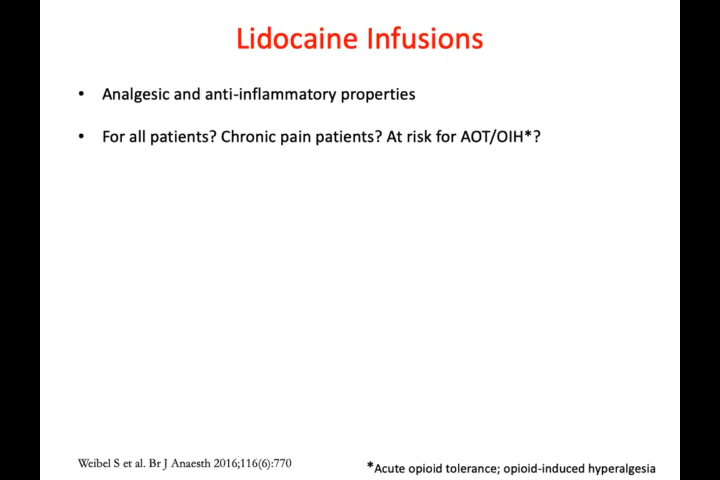 Lidocaine Infusions
• Analgesic and anti-inflammatory properties
• For all patients? Chronic pain patients? At risk for AOT/OIH*?
Weibel S et al. Br J Anaesth 2016;116(6):770
*Acute opioid tolerance; opioid-induced hyperalgesia